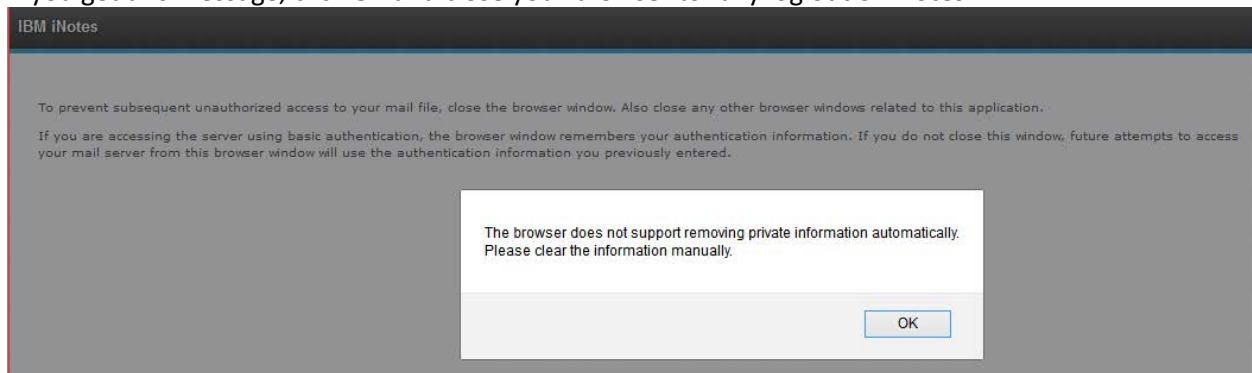 IBM iNotes
To prevent subsequent unauthorized access to your mail file, close the browser window. Also close any other browser windows related to this application.
If you are accessing the server using basic authentication, the browser window remembers your authentication information. If you do not close this window, future attempts to access
your mail server from this browser window will use the authentication information you previously entered.
The browser does not support removing private information automatically.
Please clear the information manually.
OK